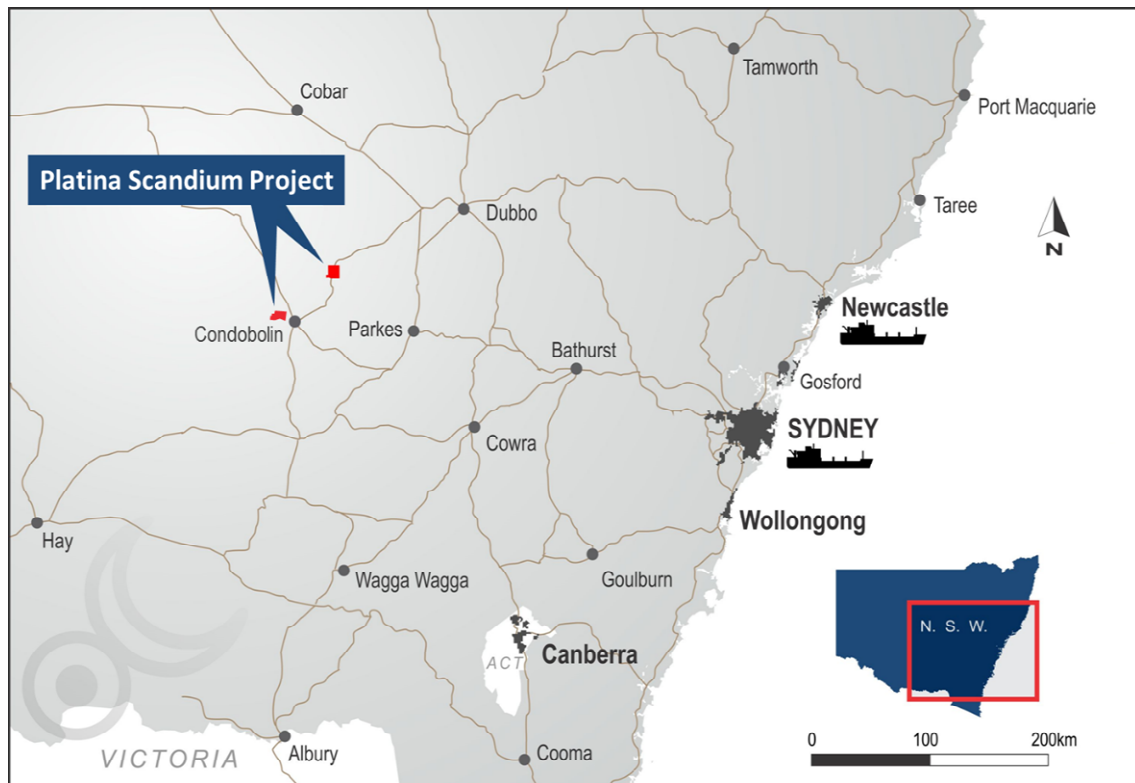 Tamworth
Cobar
Port Macquarie
Platina Scandium Project
Taree
Dubbo
N
Newcastle
Condobolin
Parkes
Bathurst
Gosford
SYDNEY
Cowra
Wollongong
Hay
Wagga Wagga
Goulburn
N. S. W.
Canberra
ACT
VICTORIA
Albury
Cooma
0 100 200km